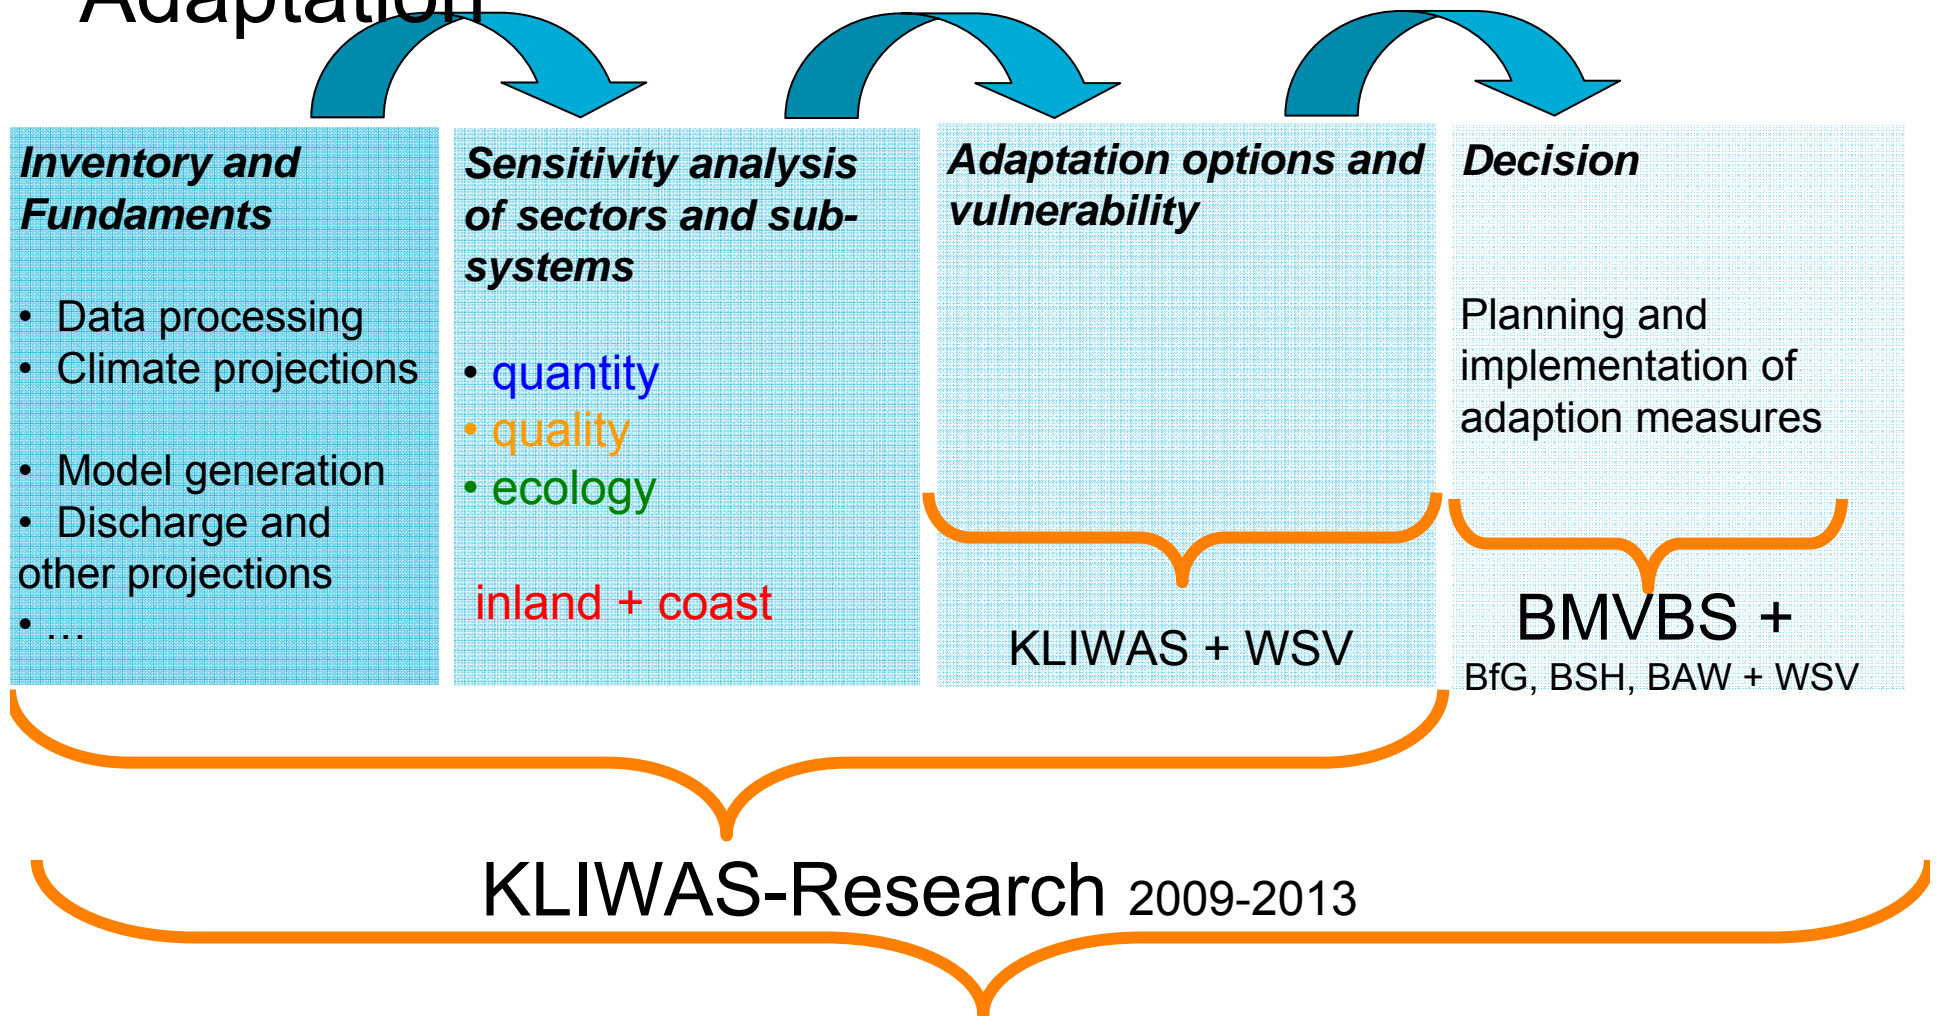 Adaptation
Inventory and
Fundaments
• Data processing
• Climate projections
• Model generation
• Discharge and
other projections
• …
Sensitivity analysis
of sectors and sub-
systems
• quantity
• quality
• ecology
inland + coast
Adaptation options and
vulnerability
KLIWAS + WSV
Decision
Planning and
implementation of
adaption measures
BMVBS +
BfG, BSH, BAW + WSV
KLIWAS-Research 2009-2013